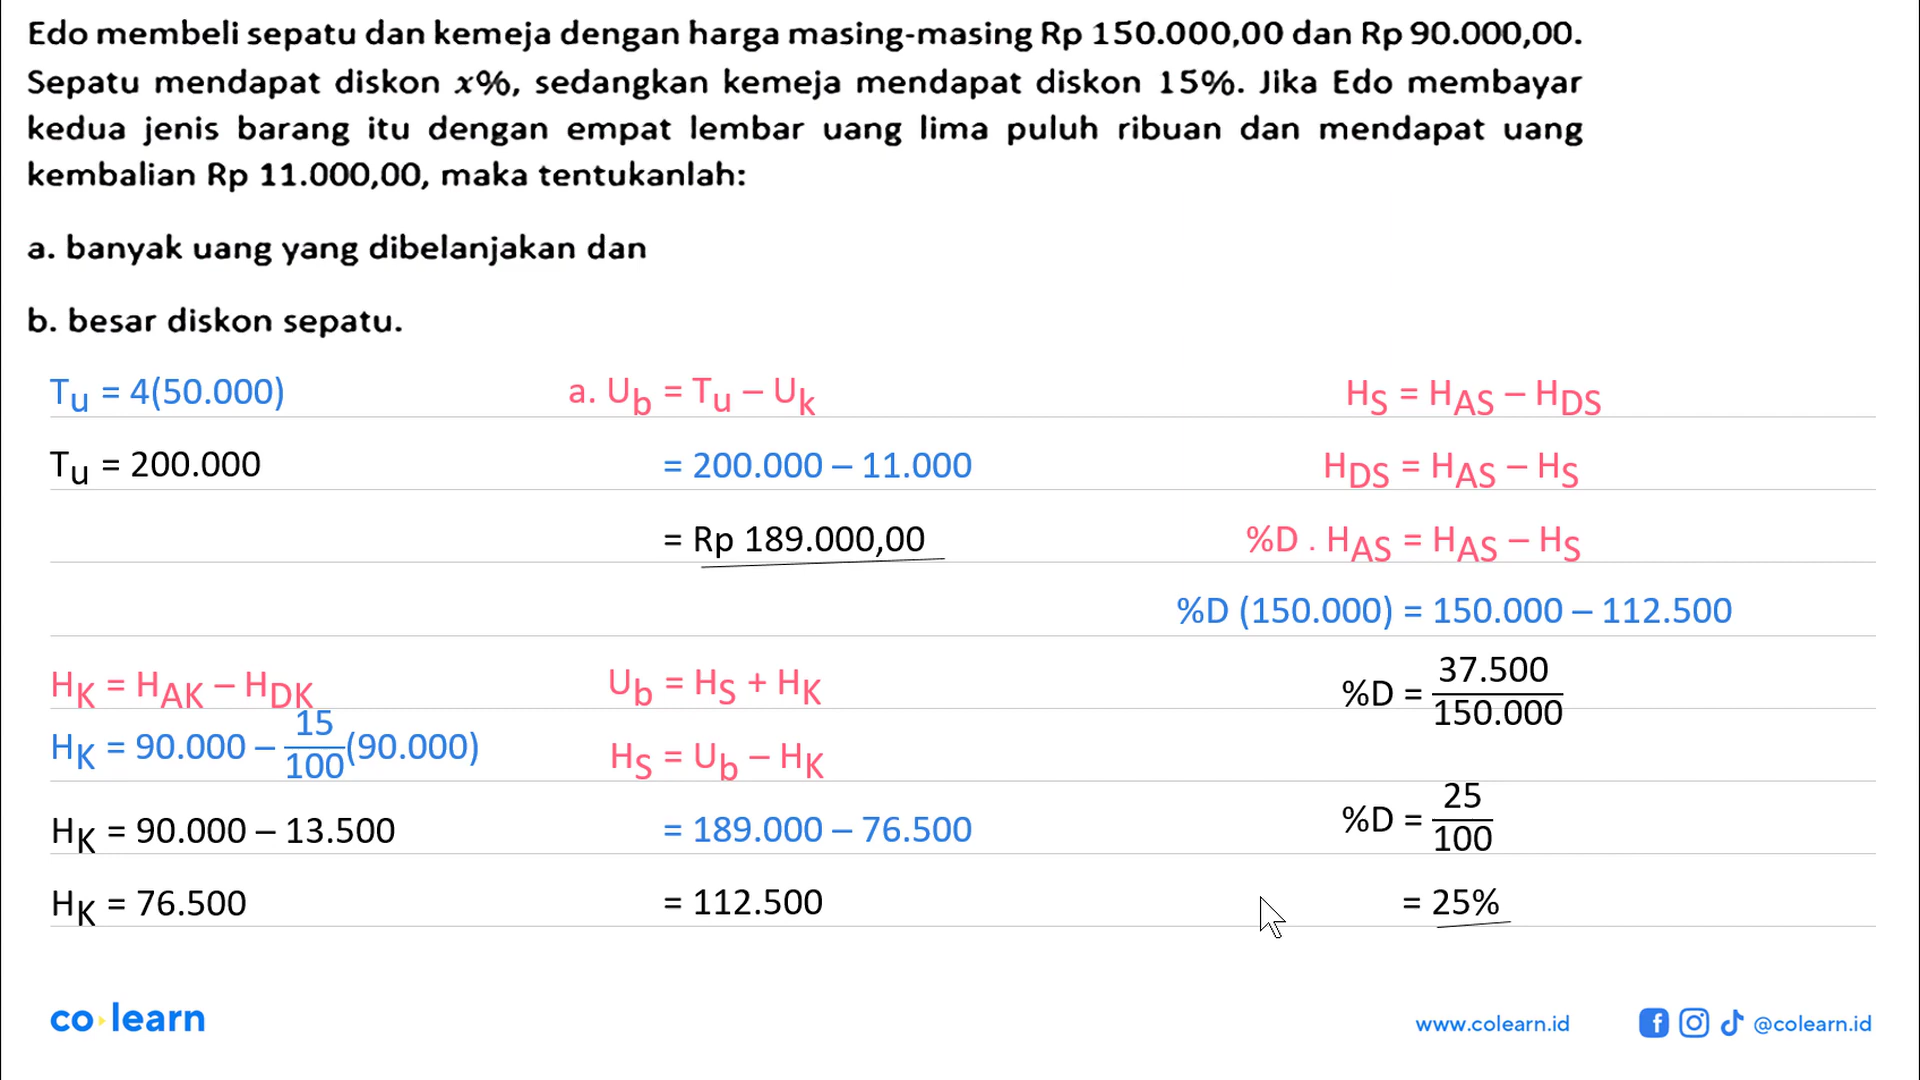 Edo membeli sepatu dan kemeja dengan harga masing-masing Rp 150.000,00 dan Rp 90.000,00.
Sepatu mendapat diskon x%, sedangkan kemeja mendapat diskon 15%. Jika Edo membayar
kedua jenis barang itu dengan empat lembar uang lima puluh ribuan dan mendapat uang
kembalian Rp 11.000,00, maka tentukanlah:
a. banyak uang yang dibelanjakan dan
b. besar diskon sepatu.
Tu = 4(50.000)
Tu = 200.000
a. Ub = Tu – Uk
= 200.000 – 11.000
= Rp 189.000,00
HK = HAK – HDK
HK = 90.000 – 15/100(90.000)
HK = 90.000 – 13.500
HK = 76.500
Ub = HS + HK
HS = Ub – HK
= 189.000 – 76.500
= 112.500
HS = HAS – HDS
HDS = HAS – HS
%D . HAS = HAS – HS
%D (150.000) = 150.000 – 112.500
%D = 37.500/150.000
%D = 25/100
= 25%
co learn
www.colearn.id
@colearn.id